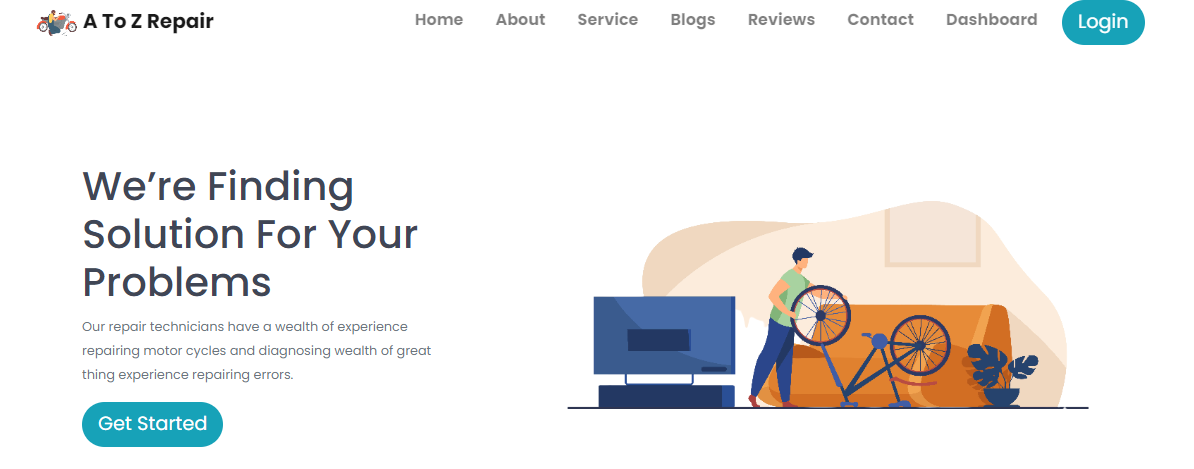 A To Z Repair
Home About Service Blogs Reviews Contact Dashboard Login
We’re Finding
Solution For Your
Problems
Our repair technicians have a wealth of experience
repairing motor cycles and diagnosing wealth of great
thing experience repairing errors.
Get Started